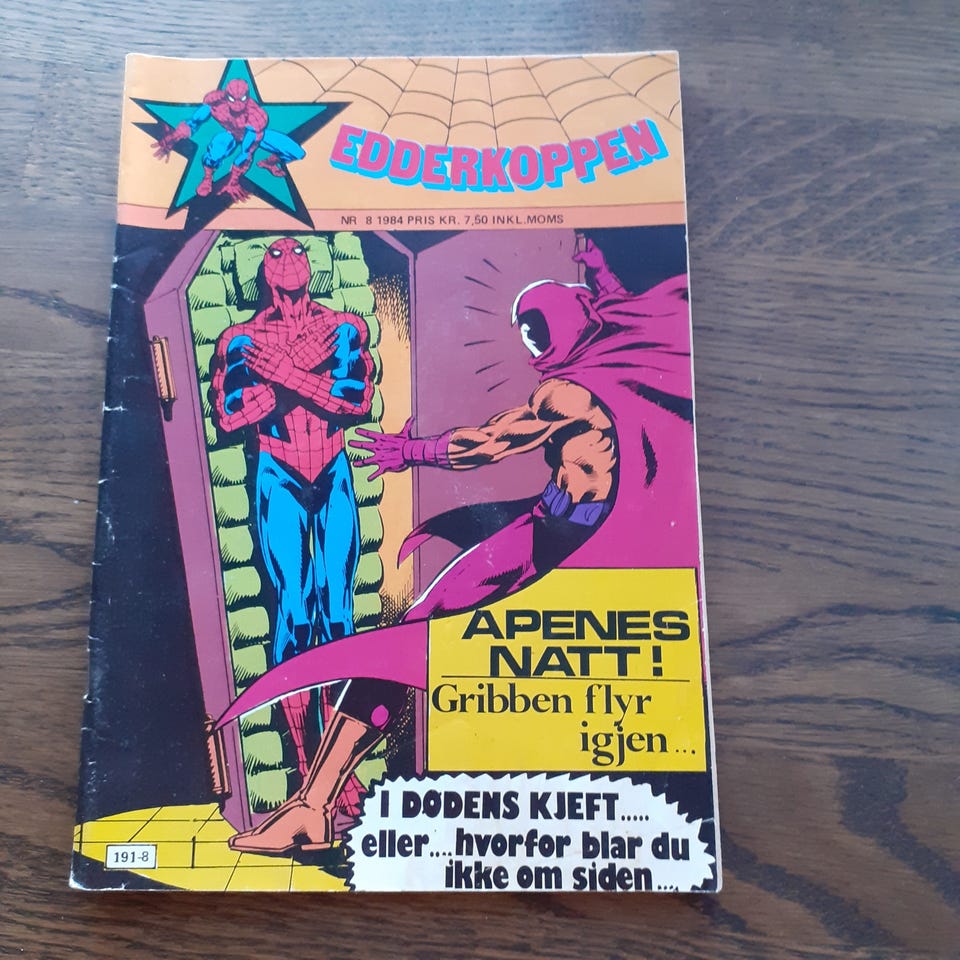 EDDERKOPPEN
NR 8 1984 PRIS KR. 7,50 INKL.MOMS
APENES
NATT!
Gribben flyr
igjen...
I DØDENS KJEFT.....
eller....hvorfor blar du
ikke om siden....
191-8